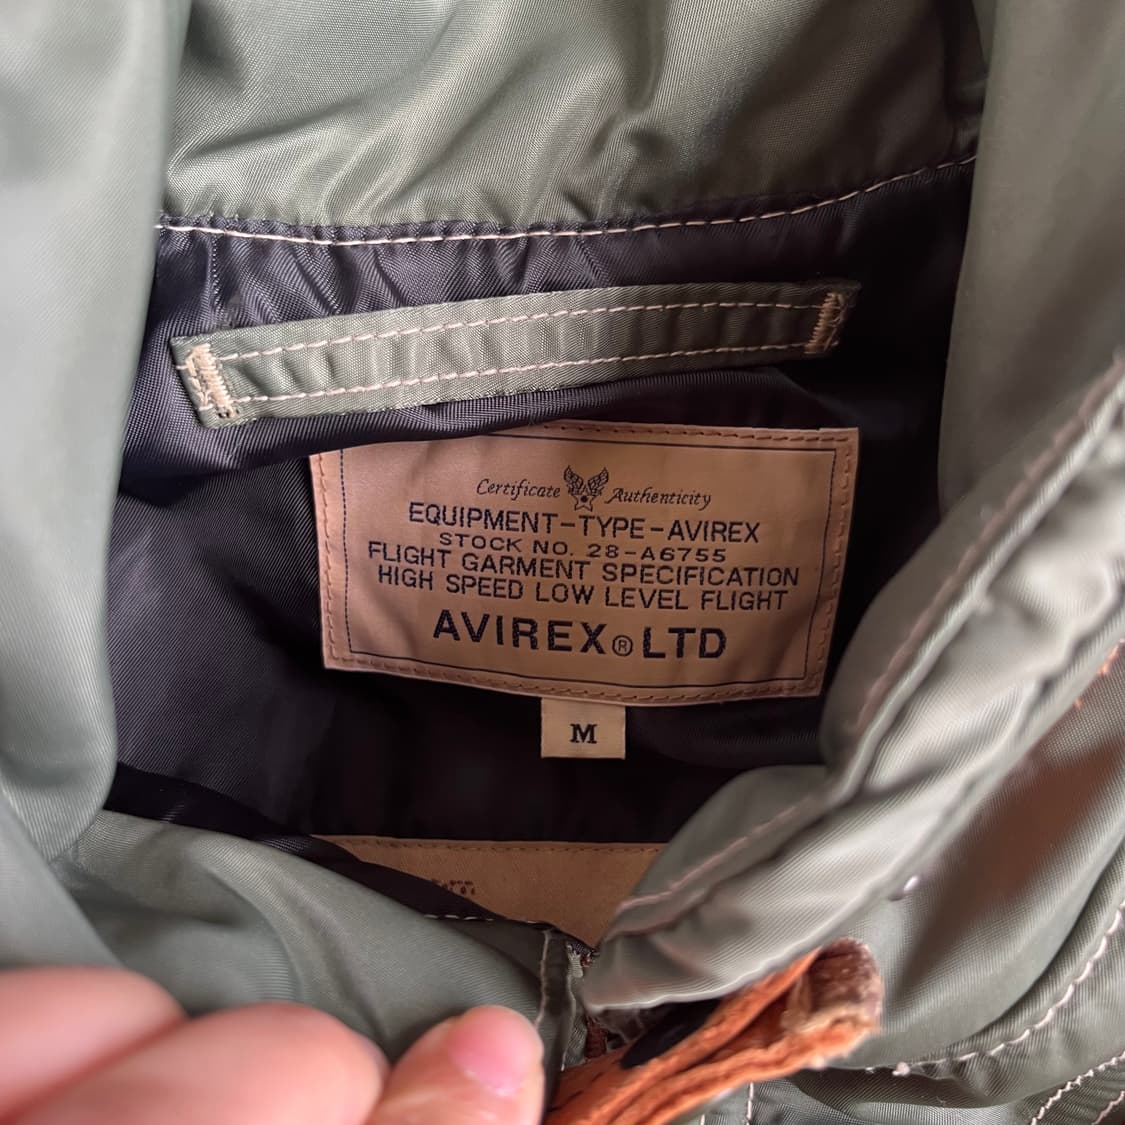 Certificate Authenticity
EQUIPMENT-TYPE-AVIREX
STOCK NO. 28-A6755
FLIGHT GARMENT SPECIFICATION
HIGH SPEED LOW LEVEL FLIGHT
AVIREX® LTD
M